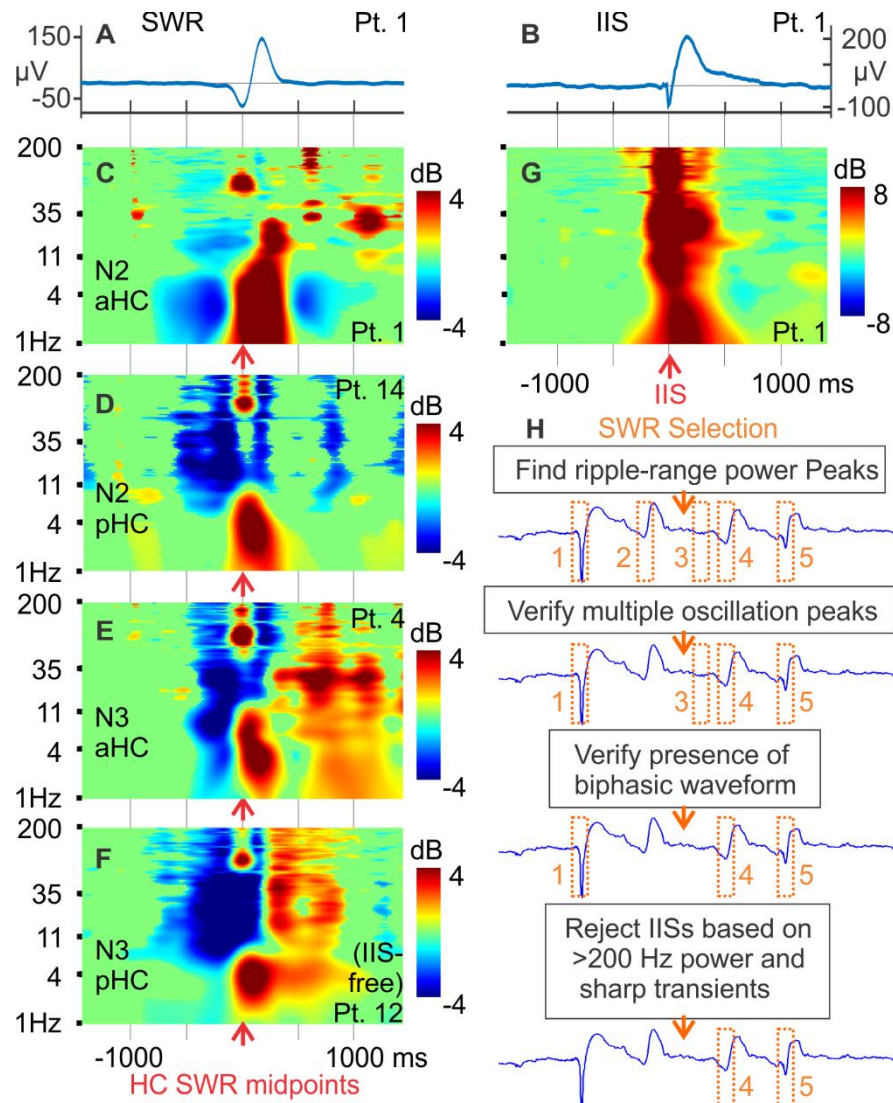 A SWR Pt. 1
150
µV
-50
B IIS Pt. 1
200
µV
-100
200
C
35
11
N2
4
aHC
1Hz
Pt. 1
dB
4
-4
G
Pt. 1
dB
8
-8
-1000 1000 ms
IIS
200
Pt. 14
D
35
11
N2
pHC
4
1Hz
dB
4
-4
200
Pt. 4
E
35
11
N3
aHC
4
1Hz
dB
4
-4
200
F
35
11
N3
pHC
4
1Hz
(IIS-
free)
Pt. 12
dB
4
-4
-1000 1000 ms
HC SWR midpoints
H SWR Selection
Find ripple-range power Peaks
1 2 3 4 5
Verify multiple oscillation peaks
1 3 4 5
Verify presence of
biphasic waveform
1 4 5
Reject IISs based on
>200 Hz power and
sharp transients
4 5